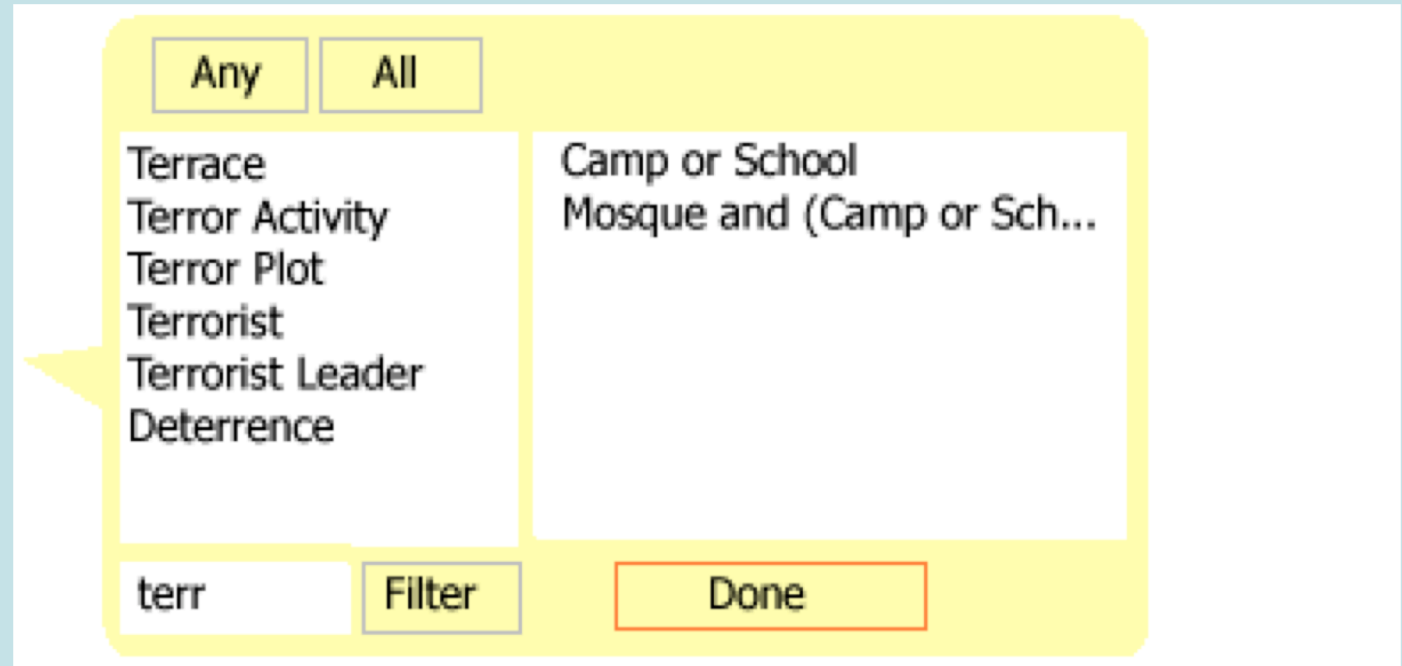 Any All
Terrace
Terror Activity
Terror Plot
Terrorist
Terrorist Leader
Deterrence
Camp or School
Mosque and (Camp or Sch...
terr Filter Done